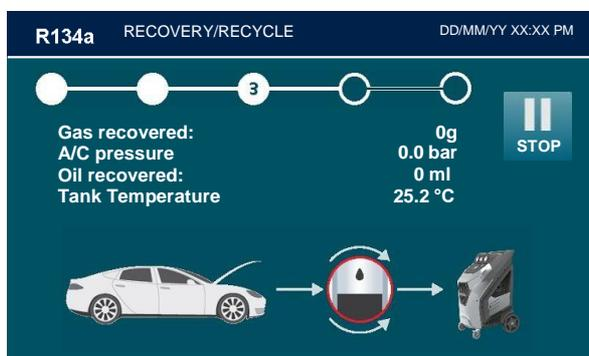 R134a RECOVERY/RECYCLE DD/MM/YY XX:XX PM
3
Gas recovered: 0g
A/C pressure 0.0 bar
Oil recovered: 0 ml
Tank Temperature 25.2 °C
STOP